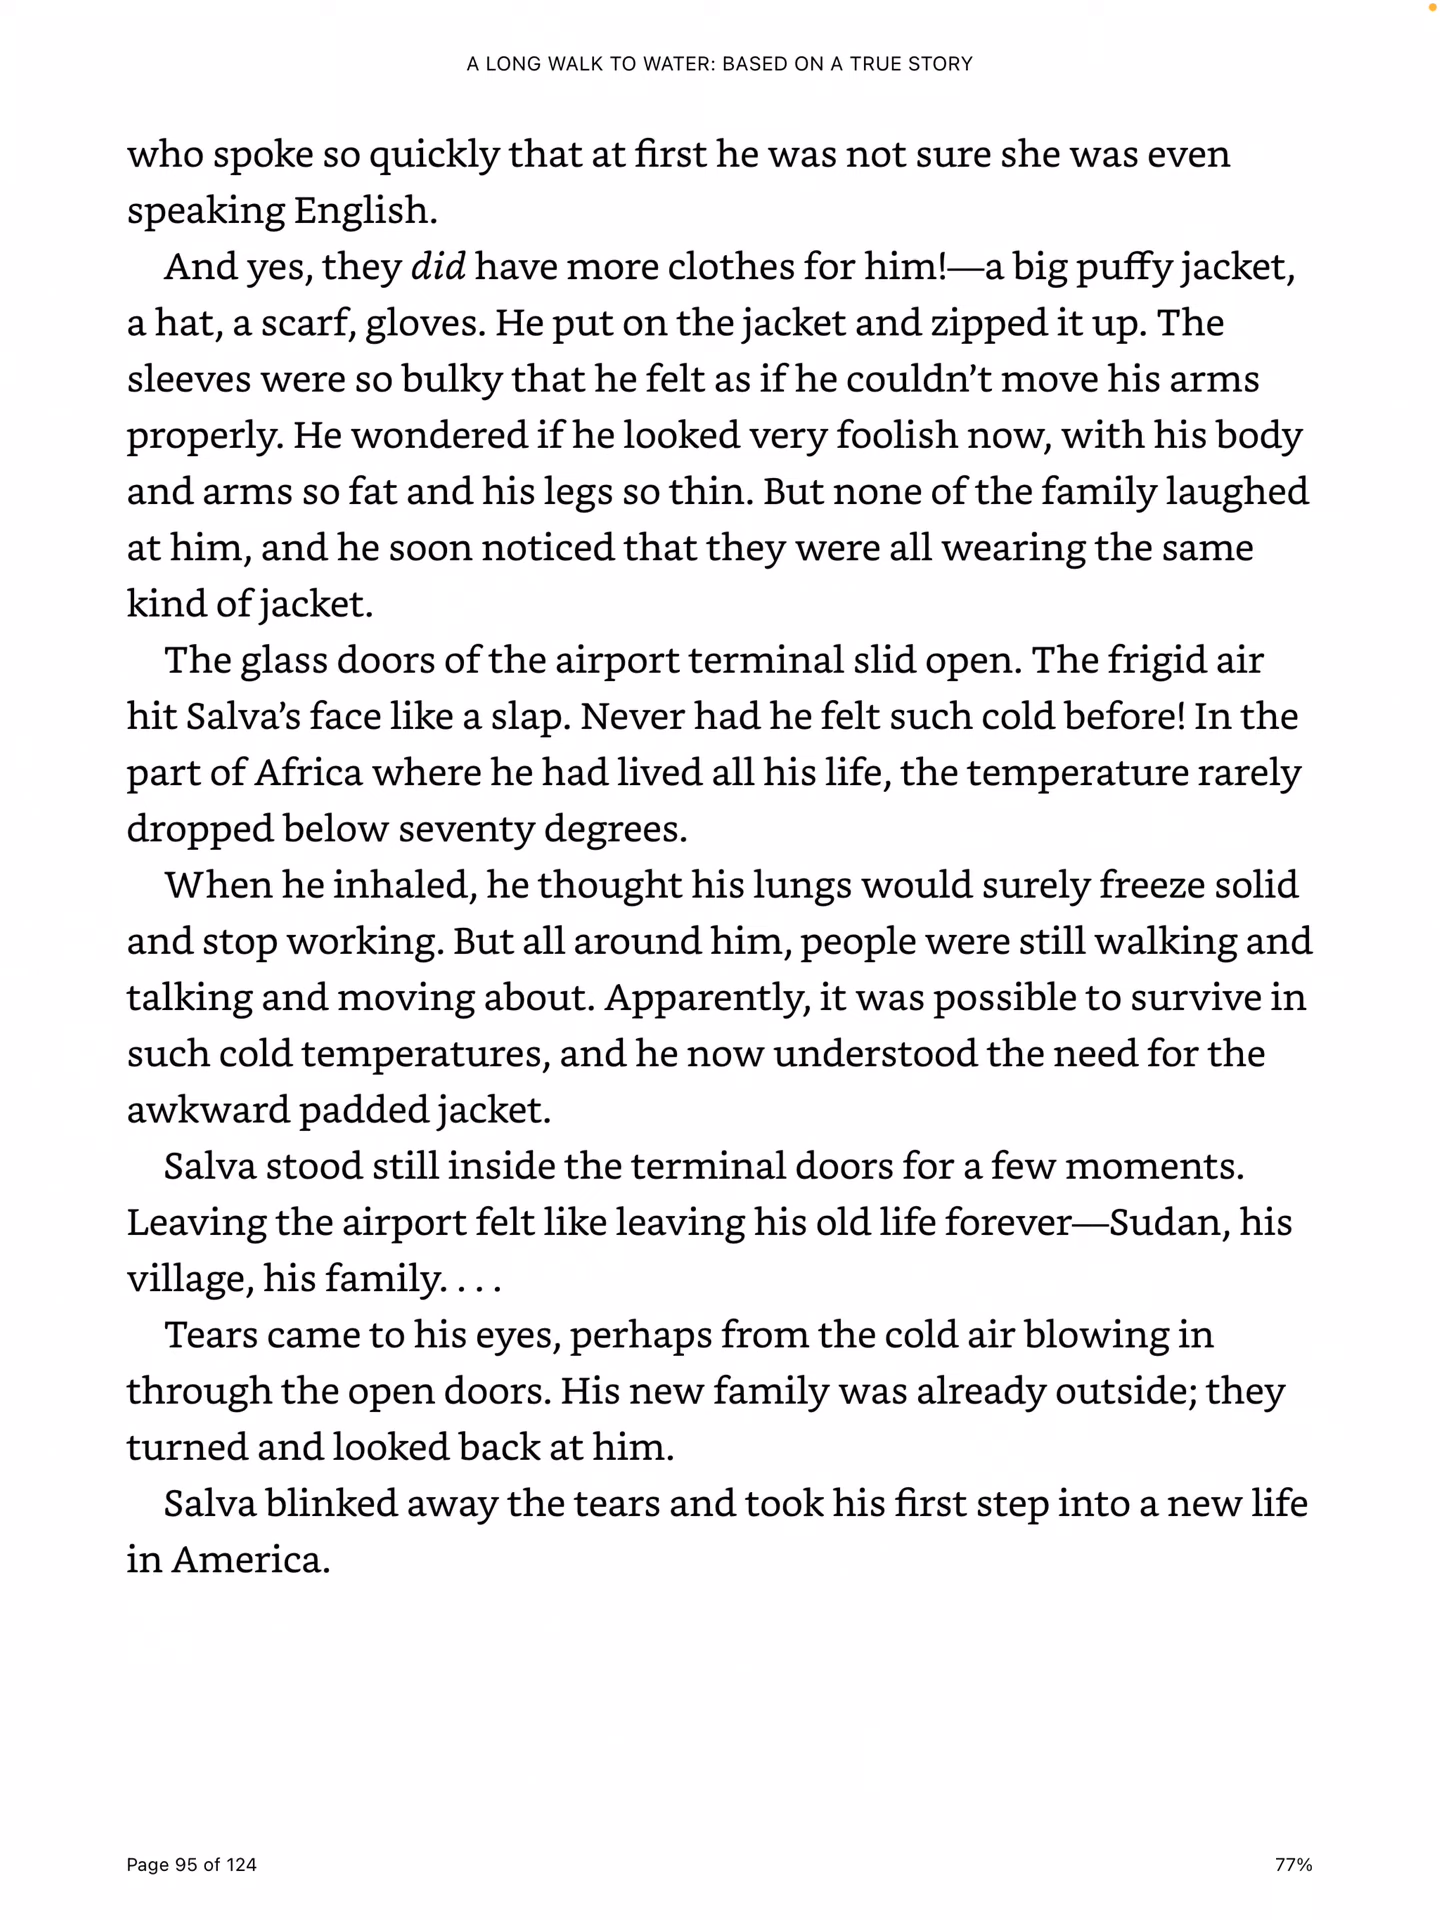 A LONG WALK TO WATER: BASED ON A TRUE STORY
who spoke so quickly that at first he was not sure she was even
speaking English.
And yes, they did have more clothes for him!—a big puffy jacket,
a hat, a scarf, gloves. He put on the jacket and zipped it up. The
sleeves were so bulky that he felt as if he couldn’t move his arms
properly. He wondered if he looked very foolish now, with his body
and arms so fat and his legs so thin. But none of the family laughed
at him, and he soon noticed that they were all wearing the same
kind of jacket.
The glass doors of the airport terminal slid open. The frigid air
hit Salva’s face like a slap. Never had he felt such cold before! In the
part of Africa where he had lived all his life, the temperature rarely
dropped below seventy degrees.
When he inhaled, he thought his lungs would surely freeze solid
and stop working. But all around him, people were still walking and
talking and moving about. Apparently, it was possible to survive in
such cold temperatures, and he now understood the need for the
awkward padded jacket.
Salva stood still inside the terminal doors for a few moments.
Leaving the airport felt like leaving his old life forever—Sudan, his
village, his family. . . .
Tears came to his eyes, perhaps from the cold air blowing in
through the open doors. His new family was already outside; they
turned and looked back at him.
Salva blinked away the tears and took his first step into a new life
in America.
Page 95 of 124
77%